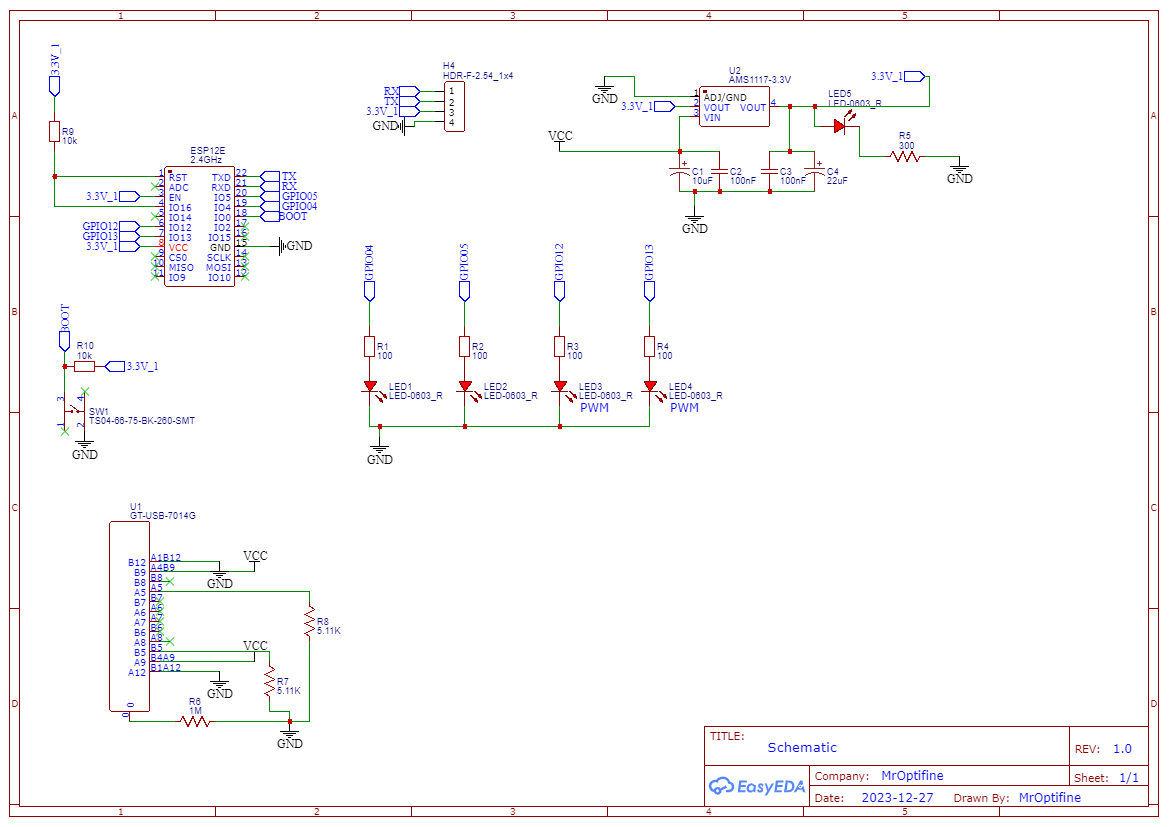 1 2 3 4 5
A
B
C
D
3.3V_1
R9
10k
ESP12E
2.4GHz
1 RST TXD 22 TX
2 ADC RXD 21 RX
3.3V_1 3 EN IO5 20 GPIO05
4 IO16 IO4 19 GPIO04
5 IO14 IO0 18 BOOT
GPIO12 6 IO12 IO2 17
GPIO13 7 IO13 IO15 16
3.3V_1 8 VCC GND 15 GND
9 CS0 SCLK 14
10 MISO MOSI 13
11 IO9 IO10 12
H4
HDR-F-2.54_1x4
RX 1
TX 2
3.3V_1 3
GND 4
U2
AMS1117-3.3V
GND
1 ADJ/GND
3.3V_1 2 VOUT VOUT 4
3 VIN
3.3V_1
LED5
LED-0603_R
R5
300
GND
VCC
+ C1
10uF
C2
100nF
C3
100nF
+ C4
22uF
GND
BOOT
R10
10k
3.3V_1
3 4
SW1
TS04-66-75-BK-260-SMT
1 2
GND
GPIO04 GPIO05 GPIO12 GPIO13
R1
100
R2
100
R3
100
R4
100
LED1
LED-0603_R
LED2
LED-0603_R
LED3
LED-0603_R
PWM
LED4
LED-0603_R
PWM
GND
U1
GT-USB-7014G
B12 A1B12
B9 A4B9
B8 B8
A5 A5
B7 B7
A6 A6
A7 A7
B6 B6
A8 A8
B5 B5
A9 B4A9
A12 B1A12
0 0
VCC
GND
R8
5.11K
VCC
GND
R7
5.11K
R6
1M
GND
TITLE:
Schematic
REV: 1.0
EasyEDA
Company: MrOptifine
Sheet: 1/1
Date: 2023-12-27 Drawn By: MrOptifine
1 2 3 4 5
A
B
C
D